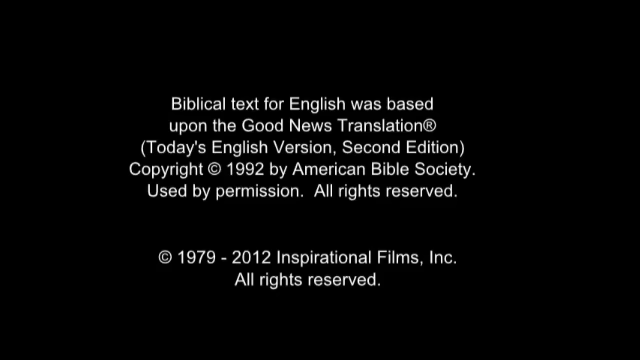 Biblical text for English was based
upon the Good News Translation®
(Today's English Version, Second Edition)
Copyright © 1992 by American Bible Society.
Used by permission.  All rights reserved.
© 1979 - 2012 Inspirational Films, Inc.
All rights reserved.